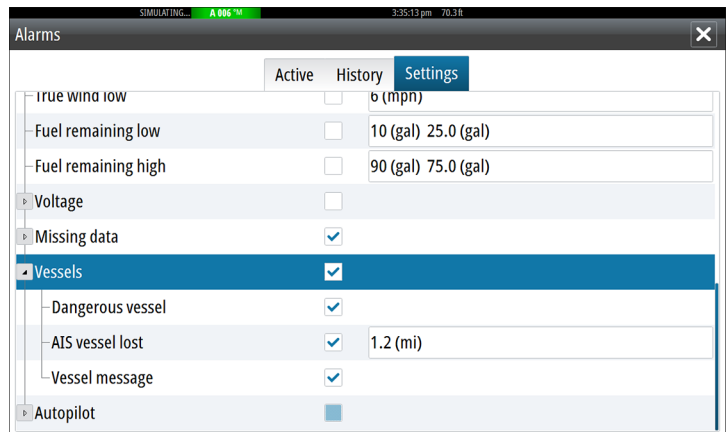 SIMULATING... A 006 °M 3:35:13 pm 70.3 ft
Alarms
Active History Settings
True wind low 6 (mph)
Fuel remaining low 10 (gal) 25.0 (gal)
Fuel remaining high 90 (gal) 75.0 (gal)
Voltage
Missing data
Vessels
Dangerous vessel
AIS vessel lost 1.2 (mi)
Vessel message
Autopilot